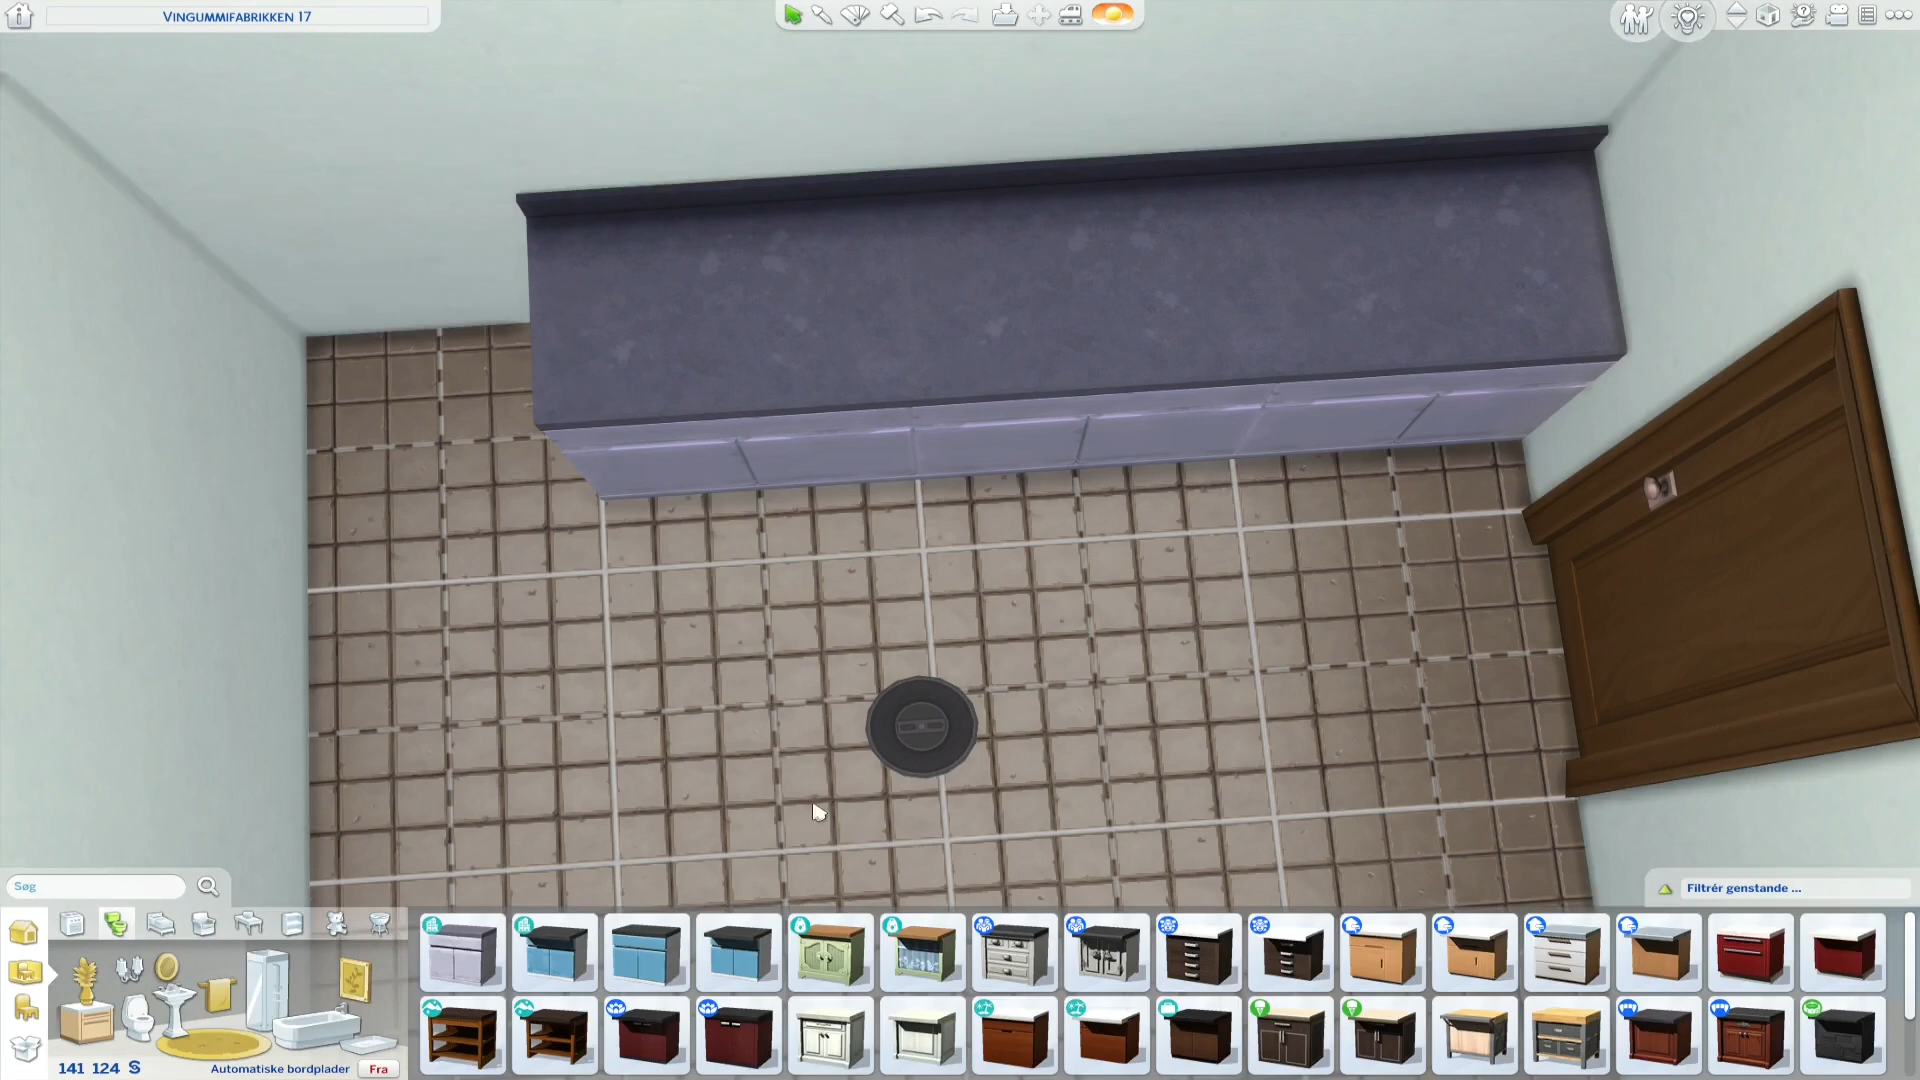 Vingummifabrikken 17
Søg
Filtrér genstande ...
141 124 S
Automatiske bordplader
Fra